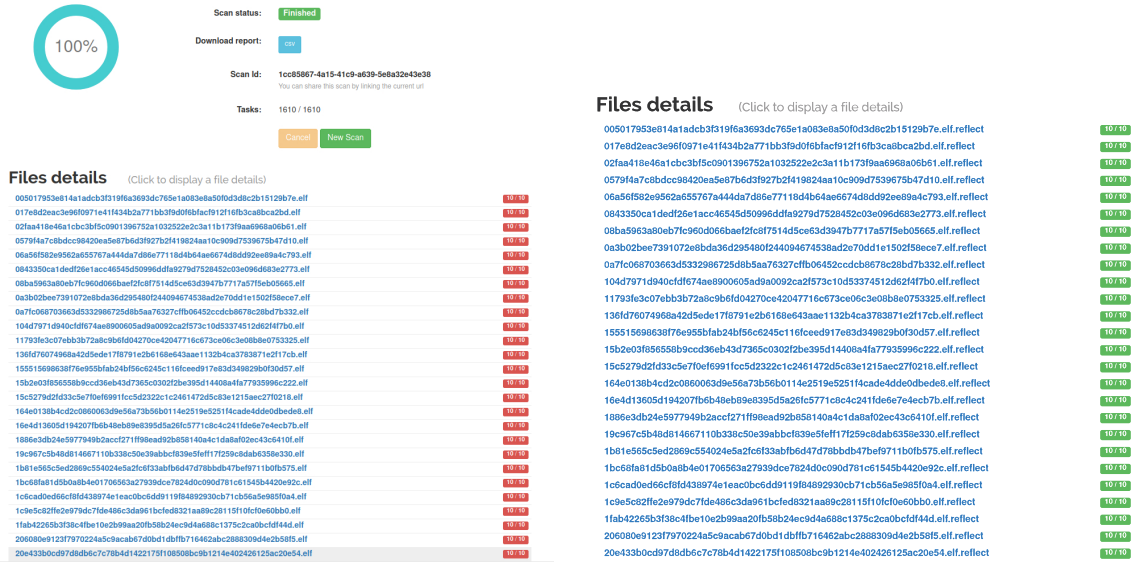 100%
Scan status: Finished
Download report: CSV
Scan Id: 1cc85867-4a15-41c9-a639-5e8a32e43e38
You can share this scan by linking the current url
Tasks: 1610 / 1610
Cancel New Scan
Files details (Click to display a file details)
005017953e814a1adcb3f319f6a3693dc765e1a083e8a50f0d3d8c2b15129b7e.elf 10 / 10
017e8d2eac3e96f0971e41f434b2a771bb3f9d0f6bfacf912f16fb3ca8bca2bd.elf 10 / 10
02faa418e46a1cbc3bf5c0901396752a1032522e2c3a11b173f9aa6968a06b61.elf 10 / 10
0579f4a7c8bdcc98420ea5e87b6d3f927b2f419824aa10c909d7539675b47d10.elf 10 / 10
06a56f582e9562a655767a444da7d86e77118d4b64ae6674d8dd92ee89a4c793.elf 10 / 10
0843350ca1dedf26e1acc46545d50996ddfa9279d7528452c03e096d683e2773.elf 10 / 10
08ba5963a80eb7fc960d066baef2fc8f7514d5ce63d3947b7717a57f5eb05665.elf 10 / 10
0a3b02bee7391072e8bda36d295480f244094674538ad2e70dd1e1502f58ece7.elf 10 / 10
0a7fc068703663d5332986725d8b5aa76327cffb06452ccdcb8678c28bd7b332.elf 10 / 10
104d7971d940cfdf674ae8900605ad9a0092ca2f573c10d53374512d62f4f7b0.elf 10 / 10
11793fe3c07ebb3b72a8c9b6fd04270ce42047716c673ce06c3e08b8e0753325.elf 10 / 10
136fd76074968a42d5ede17f8791e2b6168e643aae1132b4ca3783871e2f17cb.elf 10 / 10
155515698638f76e955bfab24bf56c6245c116fceed917e83d349829b0f30d57.elf 10 / 10
15b2e03f856558b9ccd36eb43d7365c0302f2be395d14408a4fa77935996c222.elf 10 / 10
15c5279f2d33c5e7f0ef6991fcc5d2322c1c2461472d5c83e1215aec27f0218.elf 10 / 10
164e0138b4cd2c0860063d9e56a73b56b0114e2519e5251f4cade4dde0dbede8.elf 10 / 10
16e4d13605d194207fb6b48eb89e8395d5a26fc5771c8c4c241fde6e7e4ecb7b.elf 10 / 10
1886e3db24e5977949b2accf271ff98ead92b858140a4c1da8af02ec43c6410f.elf 10 / 10
19c967c5b48d814667110b338c50e39abbcf839e5feff17f259c8dab6358e330.elf 10 / 10
1b81e565c5ed2869c554024e5a2fc6f33abfb6d47d78bbdb47bef9711b0fb575.elf 10 / 10
1bc68fa81d5b0a8b4e01706563a27939dce7824d0c090d781c61545b4420e92c.elf 10 / 10
1c6cad0ed66cf8fd438974e1eac0bc6dd9119f84892930cb71cb56a5e985f0a4.elf 10 / 10
1c9e5c82ffe2e979dc7fde486c3da961bcfed8321aa89c28115f10fcf0e60bb0.elf 10 / 10
1fab42265b3f38c4fbe10e2b99aa20fb58b24ec9d4a688c1375c2ca0bcfdf44d.elf 10 / 10
206080e9123f7970224a5c9acab67d0bd1dbffb716462abc2888309d4e2b58f5.elf 10 / 10
20e433b0cd97d8db6c7c78b4d1422175f108508bc9b1214e402426125ac20e54.elf 10 / 10
Files details (Click to display a file details)
005017953e814a1adcb3f319f6a3693dc765e1a083e8a50f0d3d8c2b15129b7e.elf.reflect 10 / 10
017e8d2eac3e96f0971e41f434b2a771bb3f9d0f6bfacf912f16fb3ca8bca2bd.elf.reflect 10 / 10
02faa418e46a1cbc3bf5c0901396752a1032522e2c3a11b173f9aa6968a06b61.elf.reflect 10 / 10
0579f4a7c8bdcc98420ea5e87b6d3f927b2f419824aa10c909d7539675b47d10.elf.reflect 10 / 10
06a56f582e9562a655767a444da7d86e77118d4b64ae6674d8dd92ee89a4c793.elf.reflect 10 / 10
0843350ca1dedf26e1acc46545d50996ddfa9279d7528452c03e096d683e2773.elf.reflect 10 / 10
08ba5963a80eb7fc960d066baef2fc8f7514d5ce63d3947b7717a57f5eb05665.elf.reflect 10 / 10
0a3b02bee7391072e8bda36d295480f244094674538ad2e70dd1e1502f58ece7.elf.reflect 10 / 10
0a7fc068703663d5332986725d8b5aa76327cffb06452ccdcb8678c28bd7b332.elf.reflect 10 / 10
104d7971d940cfdf674ae8900605ad9a0092ca2f573c10d53374512d62f4f7b0.elf.reflect 10 / 10
11793fe3c07ebb3b72a8c9b6fd04270ce42047716c673ce06c3e08b8e0753325.elf.reflect 10 / 10
136fd76074968a42d5ede17f8791e2b6168e643aae1132b4ca3783871e2f17cb.elf.reflect 10 / 10
155515698638f76e955bfab24bf56c6245c116fceed917e83d349829b0f30d57.elf.reflect 10 / 10
15b2e03f856558b9ccd36eb43d7365c0302f2be395d14408a4fa77935996c222.elf.reflect 10 / 10
15c5279f2d33c5e7f0ef6991fcc5d2322c1c2461472d5c83e1215aec27f0218.elf.reflect 10 / 10
164e0138b4cd2c0860063d9e56a73b56b0114e2519e5251f4cade4dde0dbede8.elf.reflect 10 / 10
16e4d13605d194207fb6b48eb89e8395d5a26fc5771c8c4c241fde6e7e4ecb7b.elf.reflect 10 / 10
1886e3db24e5977949b2accf271ff98ead92b858140a4c1da8af02ec43c6410f.elf.reflect 10 / 10
19c967c5b48d814667110b338c50e39abbcf839e5feff17f259c8dab6358e330.elf.reflect 10 / 10
1b81e565c5ed2869c554024e5a2fc6f33abfb6d47d78bbdb47bef9711b0fb575.elf.reflect 10 / 10
1bc68fa81d5b0a8b4e01706563a27939dce7824d0c090d781c61545b4420e92c.elf.reflect 10 / 10
1c6cad0ed66cf8fd438974e1eac0bc6dd9119f84892930cb71cb56a5e985f0a4.elf.reflect 10 / 10
1c9e5c82ffe2e979dc7fde486c3da961bcfed8321aa89c28115f10fcf0e60bb0.elf.reflect 10 / 10
1fab42265b3f38c4fbe10e2b99aa20fb58b24ec9d4a688c1375c2ca0bcfdf44d.elf.reflect 10 / 10
206080e9123f7970224a5c9acab67d0bd1dbffb716462abc2888309d4e2b58f5.elf.reflect 10 / 10
20e433b0cd97d8db6c7c78b4d1422175f108508bc9b1214e402426125ac20e54.elf.reflect 10 / 10